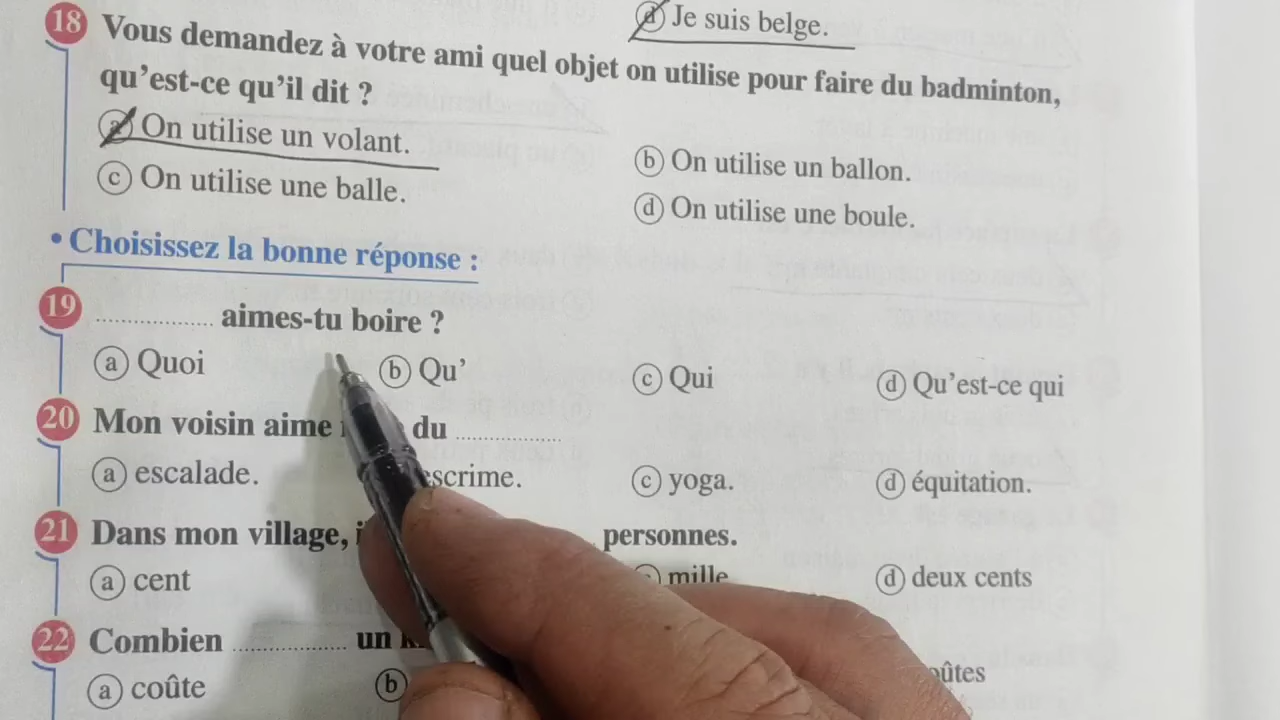 ⓓ Je suis belge.
18 Vous demandez à votre ami quel objet on utilise pour faire du badminton,
qu’est-ce qu’il dit ?
ⓐ On utilise un volant.
ⓑ On utilise un ballon.
ⓒ On utilise une balle.
ⓓ On utilise une boule.
• Choisissez la bonne réponse :
19 .................. aimes-tu boire ?
ⓐ Quoi ⓑ Qu’ ⓒ Qui ⓓ Qu’est-ce qui
20 Mon voisin aime du ..................
ⓐ escalade. scrime. ⓒ yoga. ⓓ équitation.
21 Dans mon village, personnes.
ⓐ cent mille ⓓ deux cents
22 Combien .................. un
ⓐ coûte ⓑ oûtes